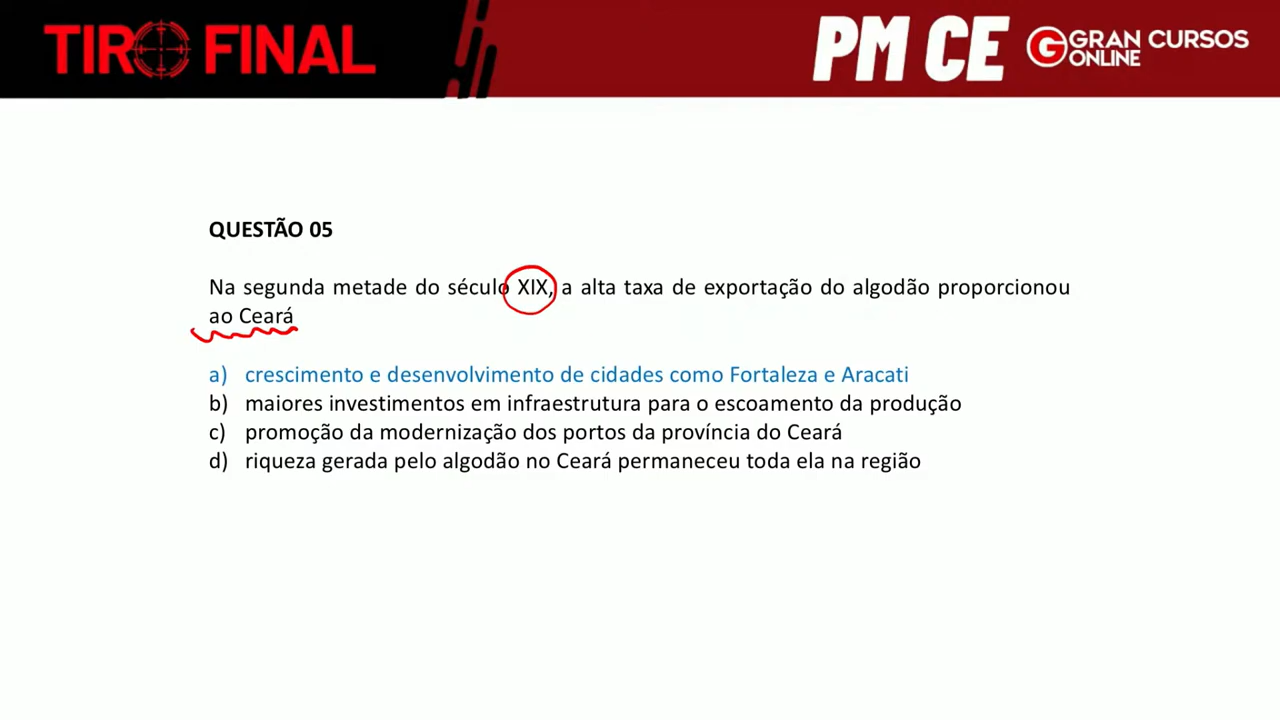 TIRO FINAL
PM CE
GRAN CURSOS
ONLINE
QUESTÃO 05
Na segunda metade do século XIX, a alta taxa de exportação do algodão proporcionou
ao Ceará
a) crescimento e desenvolvimento de cidades como Fortaleza e Aracati
b) maiores investimentos em infraestrutura para o escoamento da produção
c) promoção da modernização dos portos da província do Ceará
d) riqueza gerada pelo algodão no Ceará permaneceu toda ela na região